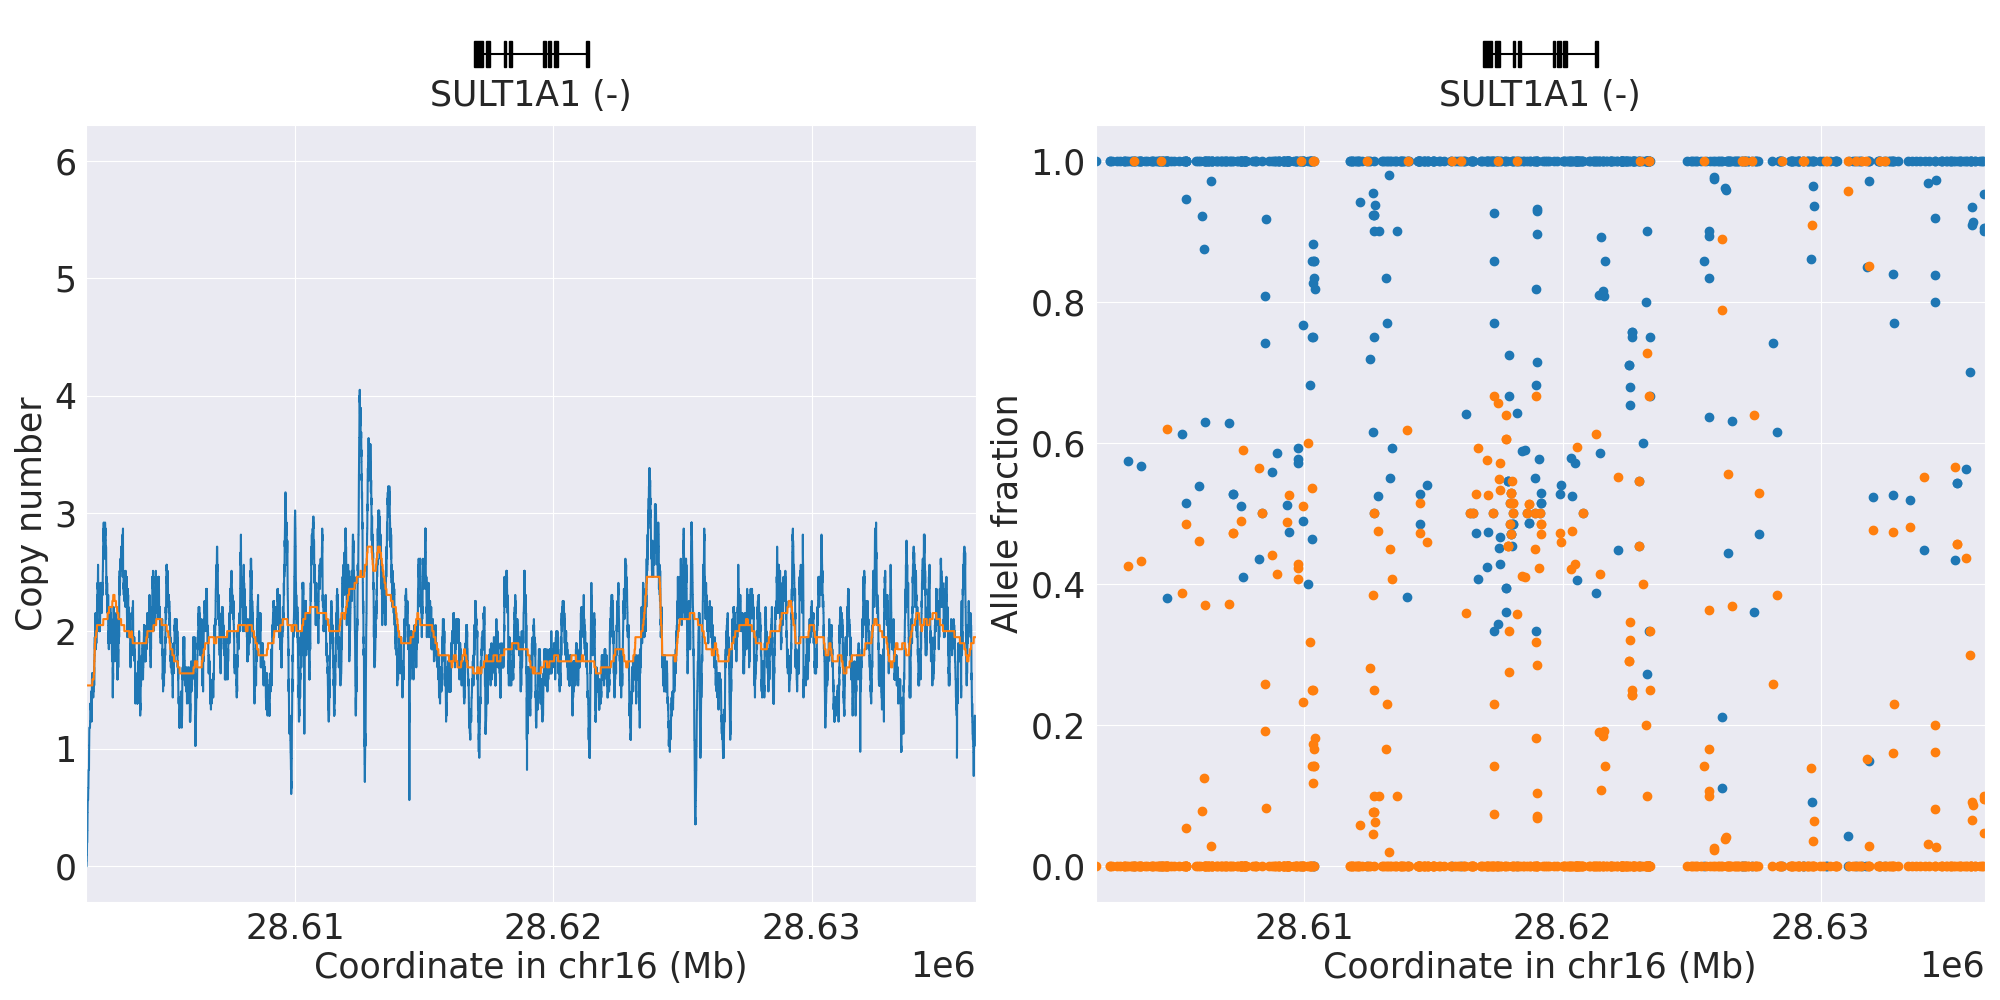 SULT1A1 (-)
6
5
4
3
2
1
0
Copy number
28.61
28.62
28.63
Coordinate in chr16 (Mb)
1e6
SULT1A1 (-)
1.0
0.8
0.6
0.4
0.2
0.0
Allele fraction
28.61
28.62
28.63
Coordinate in chr16 (Mb)
1e6